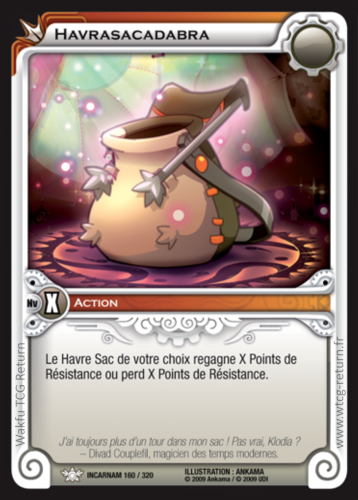 HAVRASACADABRA
Nv X ACTION
Le Havre Sac de votre choix regagne X Points de
Résistance ou perd X Points de Résistance.
J'ai toujours plus d'un tour dans mon sac ! Pas vrai, Klodia ?
– Divad Couplefil, magicien des temps modernes.
INCARNAM 160 / 320
ILLUSTRATION : ANKAMA
© 2009 Ankama / © 2009 UDI
Wakfu TCG Return
www.wtcg-return.fr